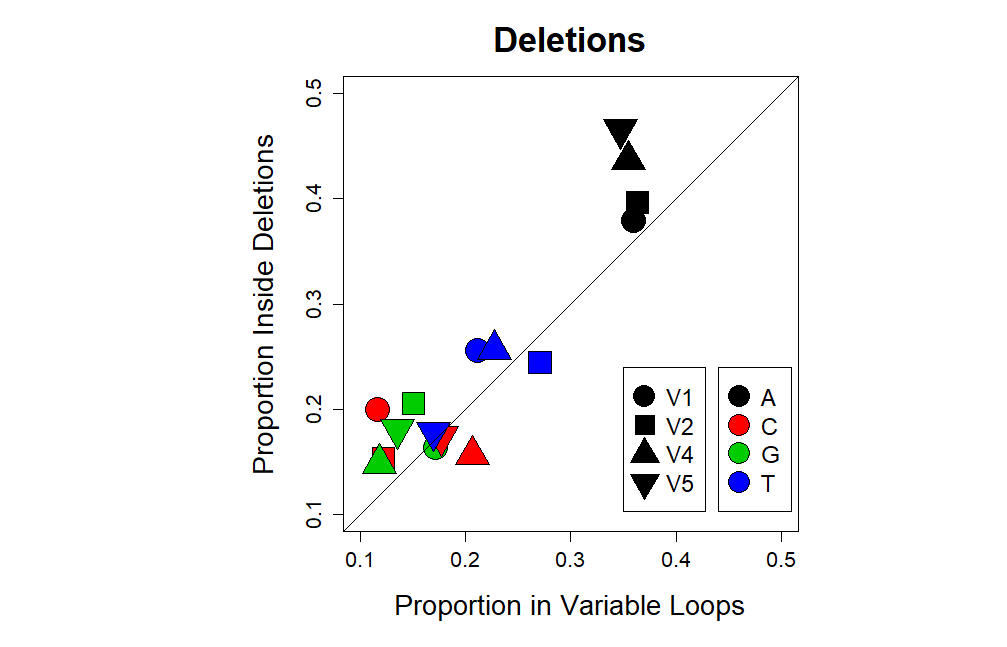 Deletions
Proportion Inside Deletions
0.5
0.4
0.3
0.2
0.1
V1
V2
V4
V5
A
C
G
T
0.1 0.2 0.3 0.4 0.5
Proportion in Variable Loops